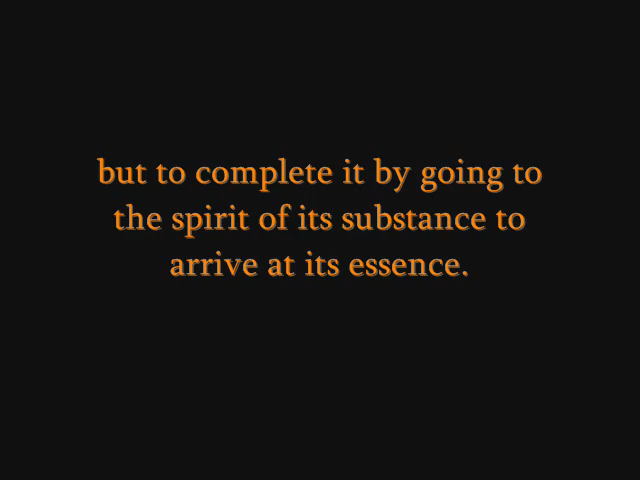 but to complete it by going to
the spirit of its substance to
arrive at its essence.